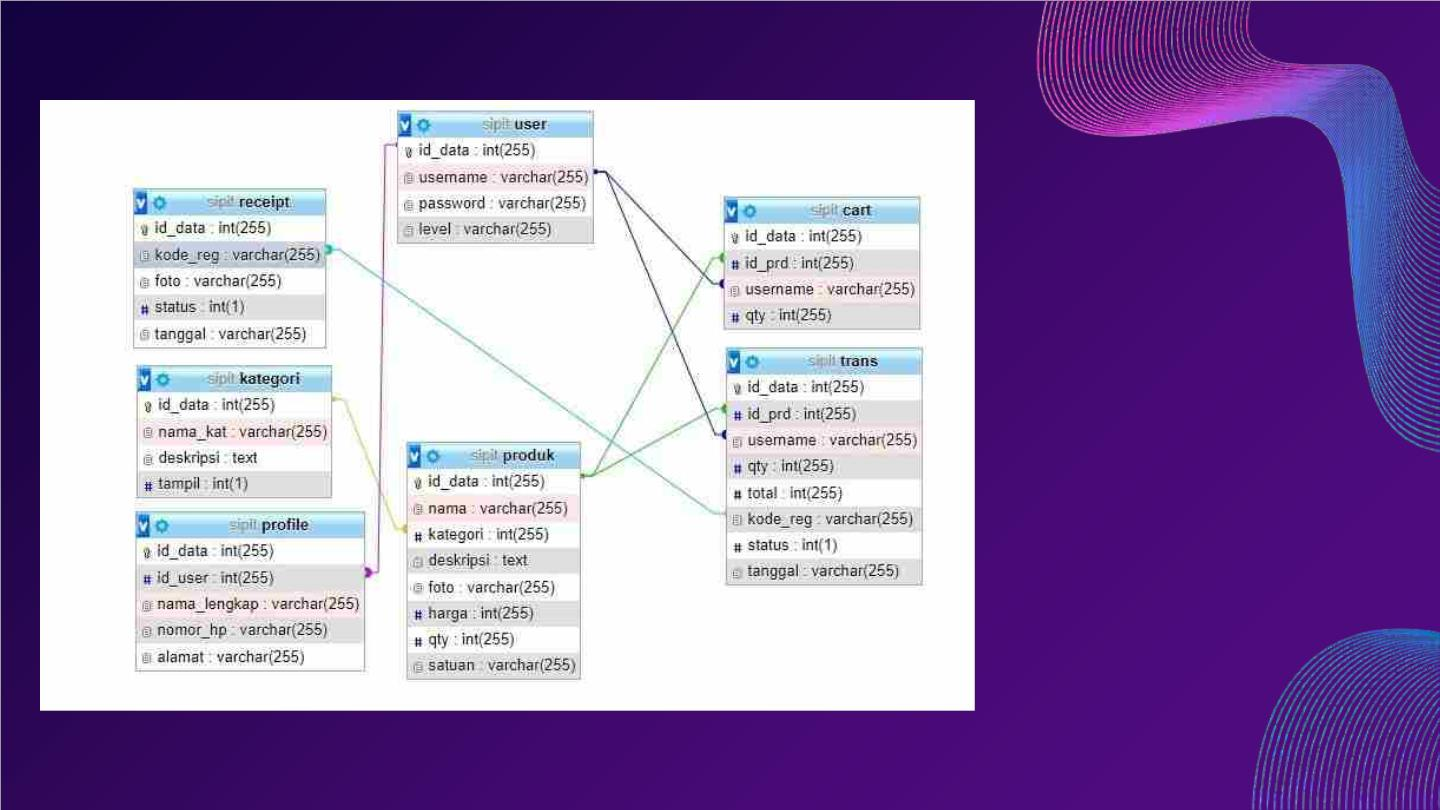 sipit user
id_data : int(255)
username : varchar(255)
password : varchar(255)
level : varchar(255)
sipit receipt
id_data : int(255)
kode_reg : varchar(255)
foto : varchar(255)
status : int(1)
tanggal : varchar(255)
sipit kategori
id_data : int(255)
nama_kat : varchar(255)
deskripsi : text
tampil : int(1)
sipit profile
id_data : int(255)
id_user : int(255)
nama_lengkap : varchar(255)
nomor_hp : varchar(255)
alamat : varchar(255)
sipit produk
id_data : int(255)
nama : varchar(255)
kategori : int(255)
deskripsi : text
foto : varchar(255)
harga : int(255)
qty : int(255)
satuan : varchar(255)
sipit cart
id_data : int(255)
id_prd : int(255)
username : varchar(255)
qty : int(255)
sipit trans
id_data : int(255)
id_prd : int(255)
username : varchar(255)
qty : int(255)
total : int(255)
kode_reg : varchar(255)
status : int(1)
tanggal : varchar(255)